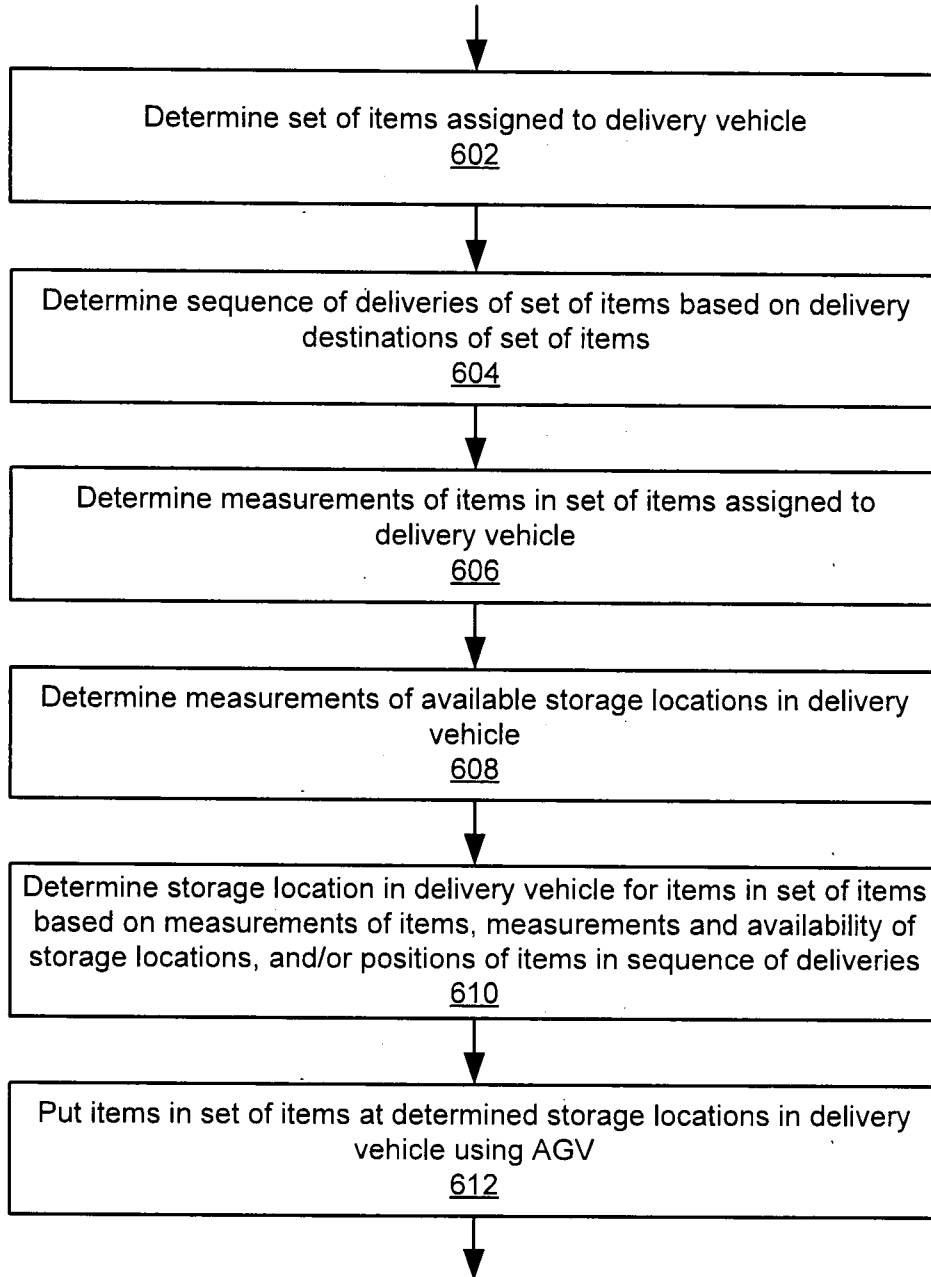 Determine set of items assigned to delivery vehicle
602
Determine sequence of deliveries of set of items based on delivery
destinations of set of items
604
Determine measurements of items in set of items assigned to
delivery vehicle
606
Determine measurements of available storage locations in delivery
vehicle
608
Determine storage location in delivery vehicle for items in set of items
based on measurements of items, measurements and availability of
storage locations, and/or positions of items in sequence of deliveries
610
Put items in set of items at determined storage locations in delivery
vehicle using AGV
612